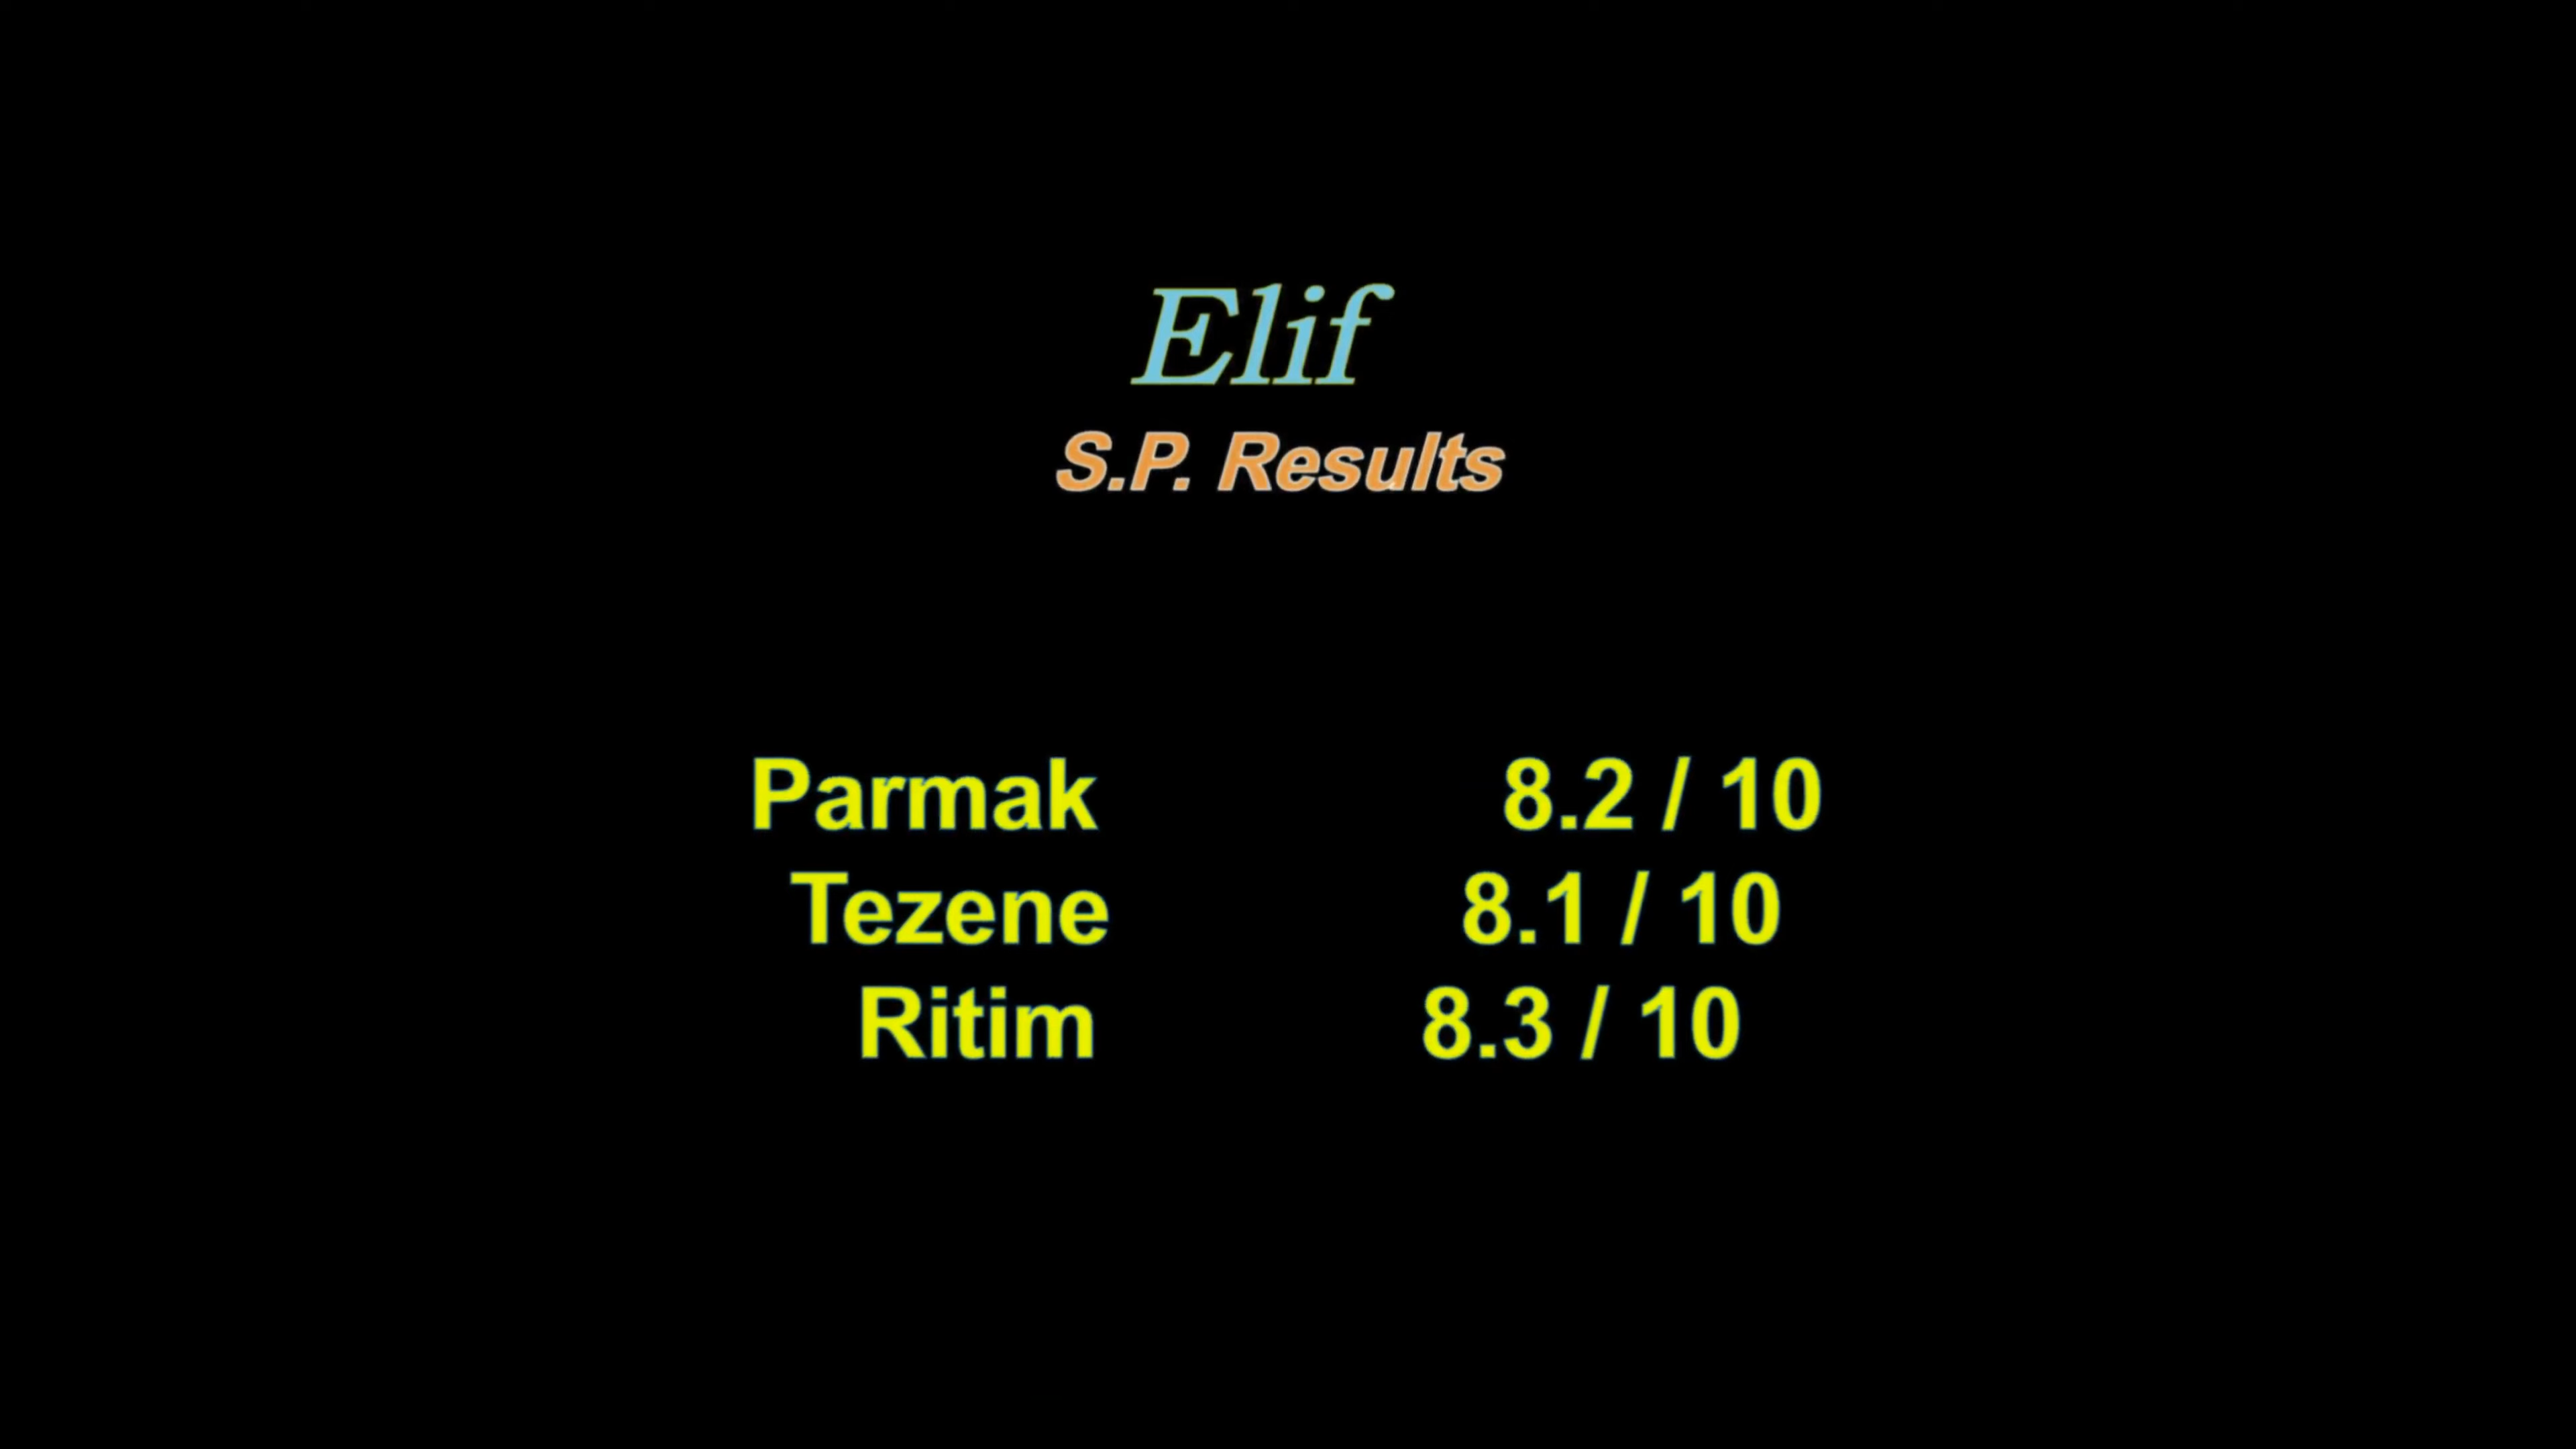 Elif
S.P. Results
Parmak 8.2 / 10
Tezene 8.1 / 10
Ritim 8.3 / 10